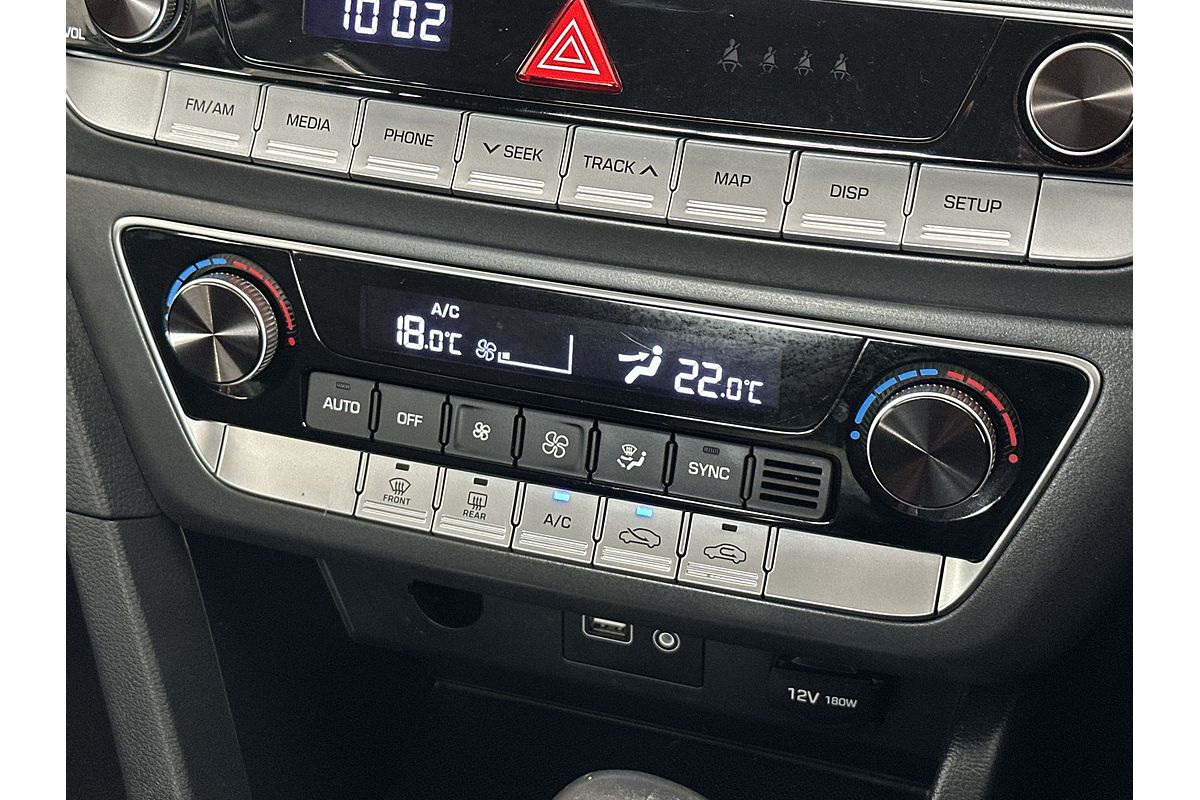 10:02
VOL
FM/AM
MEDIA
PHONE
SEEK
TRACK
MAP
DISP
SETUP
A/C
18.0°C
22.0°C
AUTO
OFF
SYNC
FRONT
REAR
A/C
12V 180W